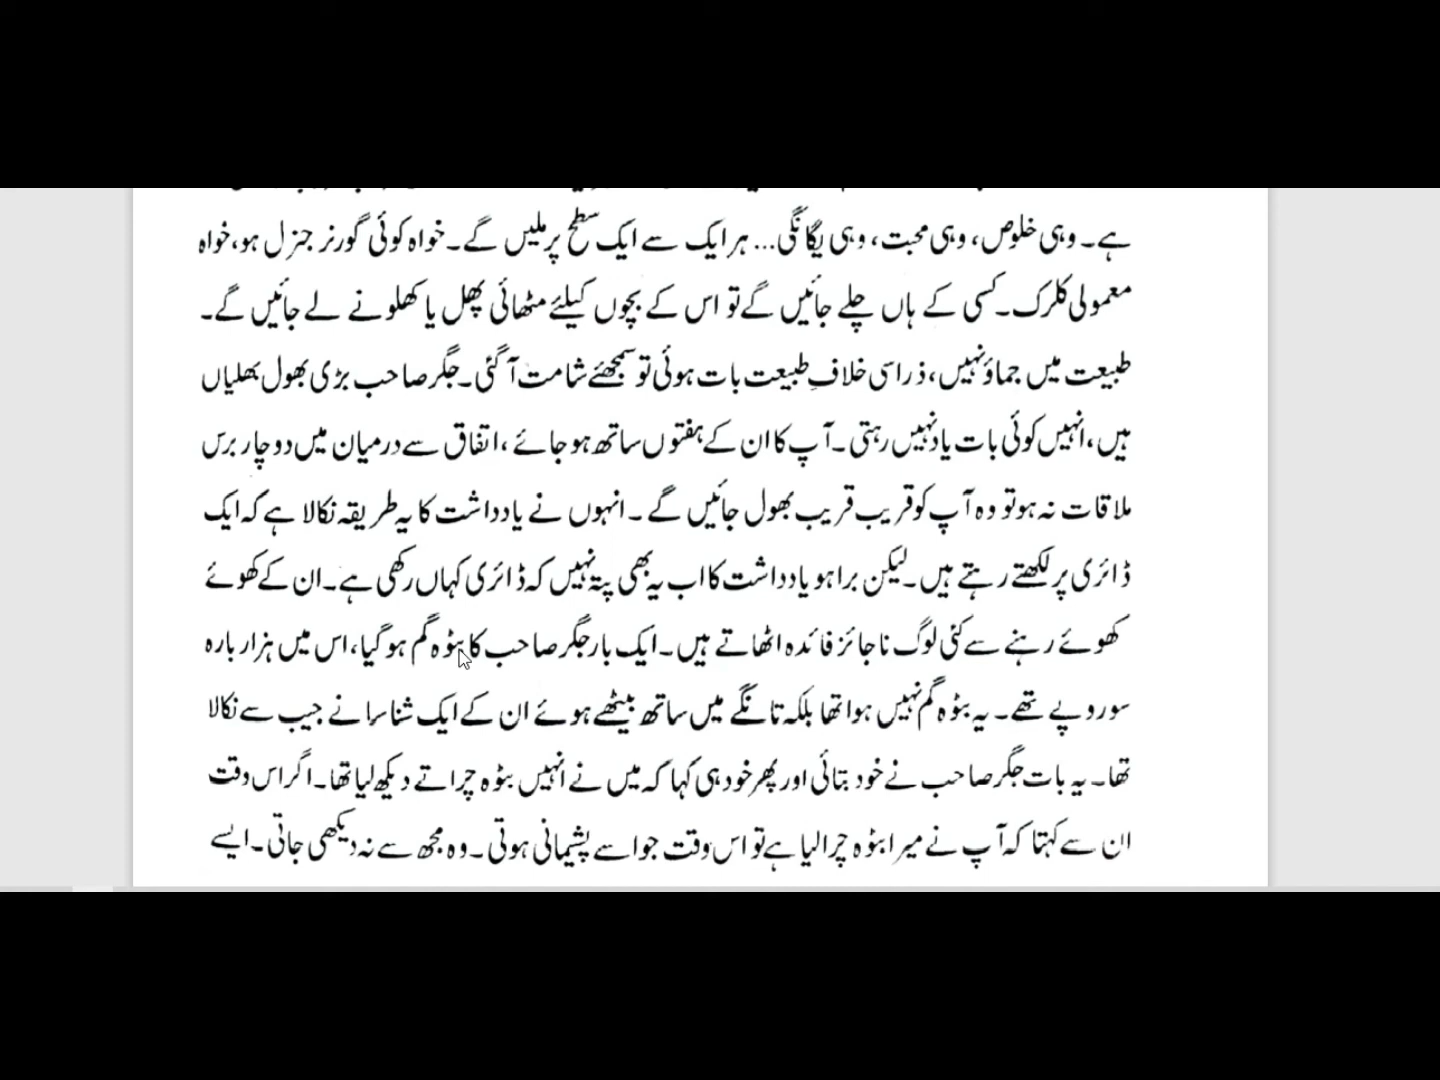 ہے۔ وہی خلوص، وہی محبت، وہی یگانگی... ہر ایک سے ایک سطح پر ملیں گے۔ خواہ کوئی گورنر جنرل ہو، خواہ
معمولی کلرک۔ کسی کے ہاں چلے جائیں گے تو اس کے بچوں کیلئے مٹھائی پھل یا کھلونے لے جائیں گے۔
طبیعت میں جماؤ نہیں، ذرا سی خلافِ طبیعت بات ہوئی تو سمجھئے شامت آ گئی۔ جگر صاحب بڑی بھول بھلیاں
ہیں، انہیں کوئی بات یاد نہیں رہتی۔ آپ کا ان کے ہفتوں ساتھ ہو جائے، اتفاق سے درمیان میں دو چار برس
ملاقات نہ ہو تو وہ آپ کو قریب قریب بھول جائیں گے۔ انہوں نے یادداشت کا یہ طریقہ نکالا ہے کہ ایک
ڈائری پر لکھتے رہتے ہیں۔ لیکن برا ہو یادداشت کا اب یہ بھی پتہ نہیں کہ ڈائری کہاں رکھی ہے۔ ان کے کھوئے
کھوئے رہنے سے کئی لوگ ناجائز فائدہ اٹھاتے ہیں۔ ایک بار جگر صاحب کا بٹوہ گم ہو گیا، اس میں ہزار بارہ
سو روپے تھے۔ یہ بٹوہ گم نہیں ہوا تھا بلکہ تانگے میں ساتھ بیٹھے ہوئے ان کے ایک شناسا نے جیب سے نکالا
تھا۔ یہ بات جگر صاحب نے خود بتائی اور پھر خود ہی کہا کہ میں نے انہیں بٹوہ چراتے دیکھ لیا تھا۔ اگر اس وقت
ان سے کہتا کہ آپ نے میرا بٹوہ چرا لیا ہے تو اس وقت جو اسے پشیمانی ہوتی۔ وہ مجھ سے نہ دیکھی جاتی۔ ایسے